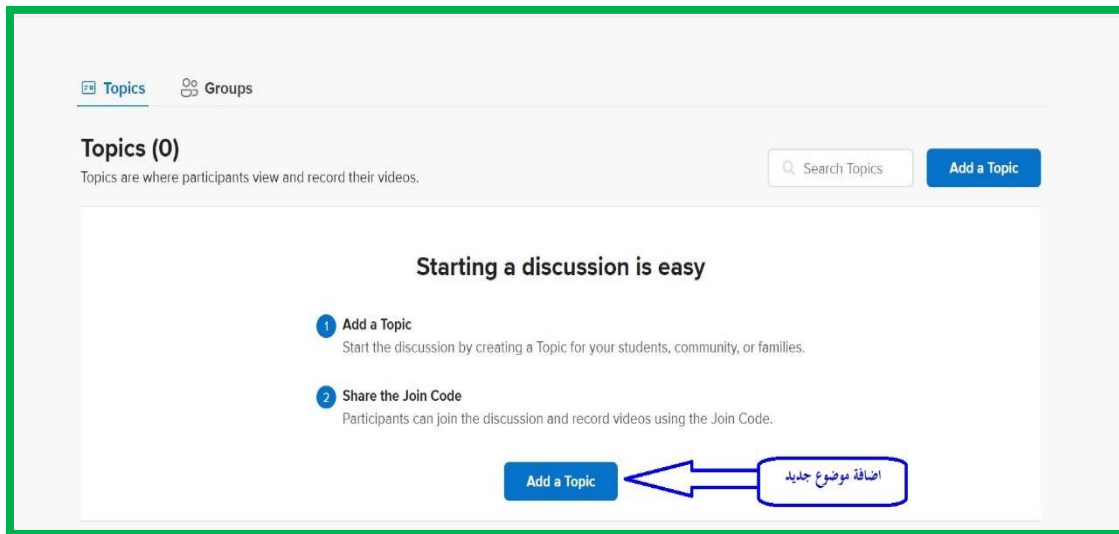 Topics Groups
Topics (0)
Topics are where participants view and record their videos.
Search Topics Add a Topic
Starting a discussion is easy
1 Add a Topic
Start the discussion by creating a Topic for your students, community, or families.
2 Share the Join Code
Participants can join the discussion and record videos using the Join Code.
Add a Topic
اضافة موضوع جديد